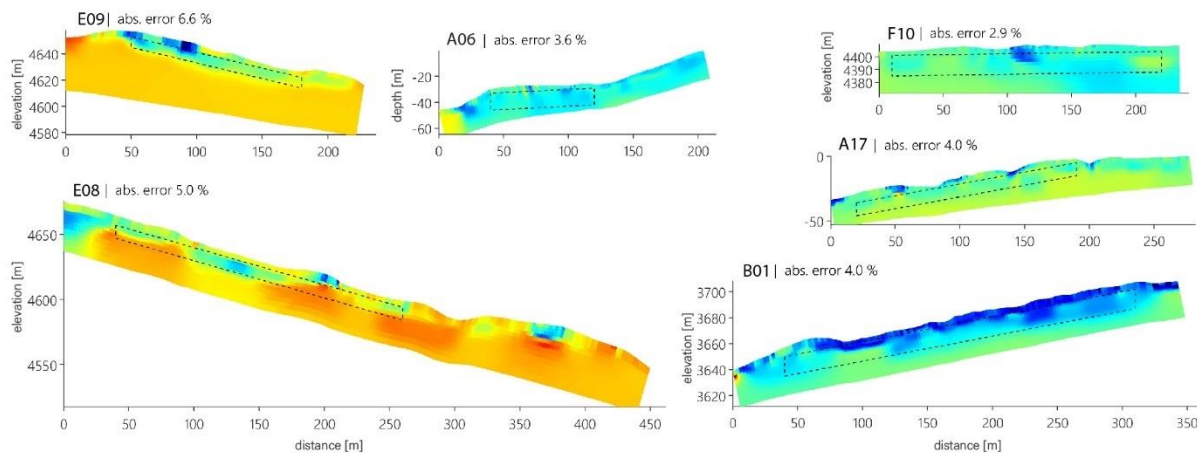 E09 | abs. error 6.6 %
elevation [m]
4640
4620
4600
4580
0 50 100 150 200
A06 | abs. error 3.6 %
depth [m]
-20
-40
-60
0 50 100 150 200
F10 | abs. error 2.9 %
elevation [m]
4400
4390
4380
0 50 100 150 200
A17 | abs. error 4.0 %
0
-50
0 50 100 150 200 250
E08 | abs. error 5.0 %
elevation [m]
4650
4600
4550
0 50 100 150 200 250 300 350 400 450
distance [m]
B01 | abs. error 4.0 %
elevation [m]
3700
3680
3660
3640
3620
0 50 100 150 200 250 300 350
distance [m]